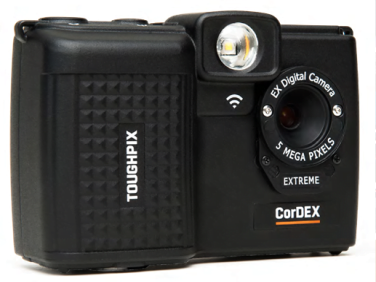 TOUGHPIX
EX Digital Camera
5 MEGA PIXELS
EXTREME
CorDEX